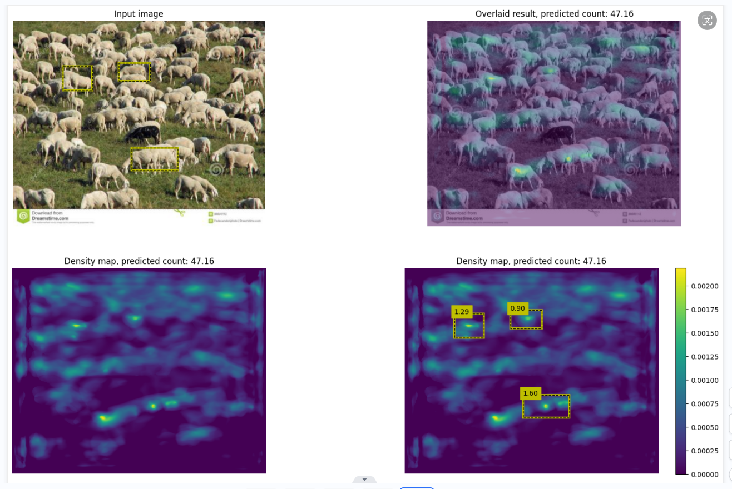 Input image
Overlaid result, predicted count: 47.16
Download from
Dreamstime.com
Density map, predicted count: 47.16
Density map, predicted count: 47.16
1.29
0.90
1.60
0.00200
0.00175
0.00150
0.00125
0.00100
0.00075
0.00050
0.00025
0.00000